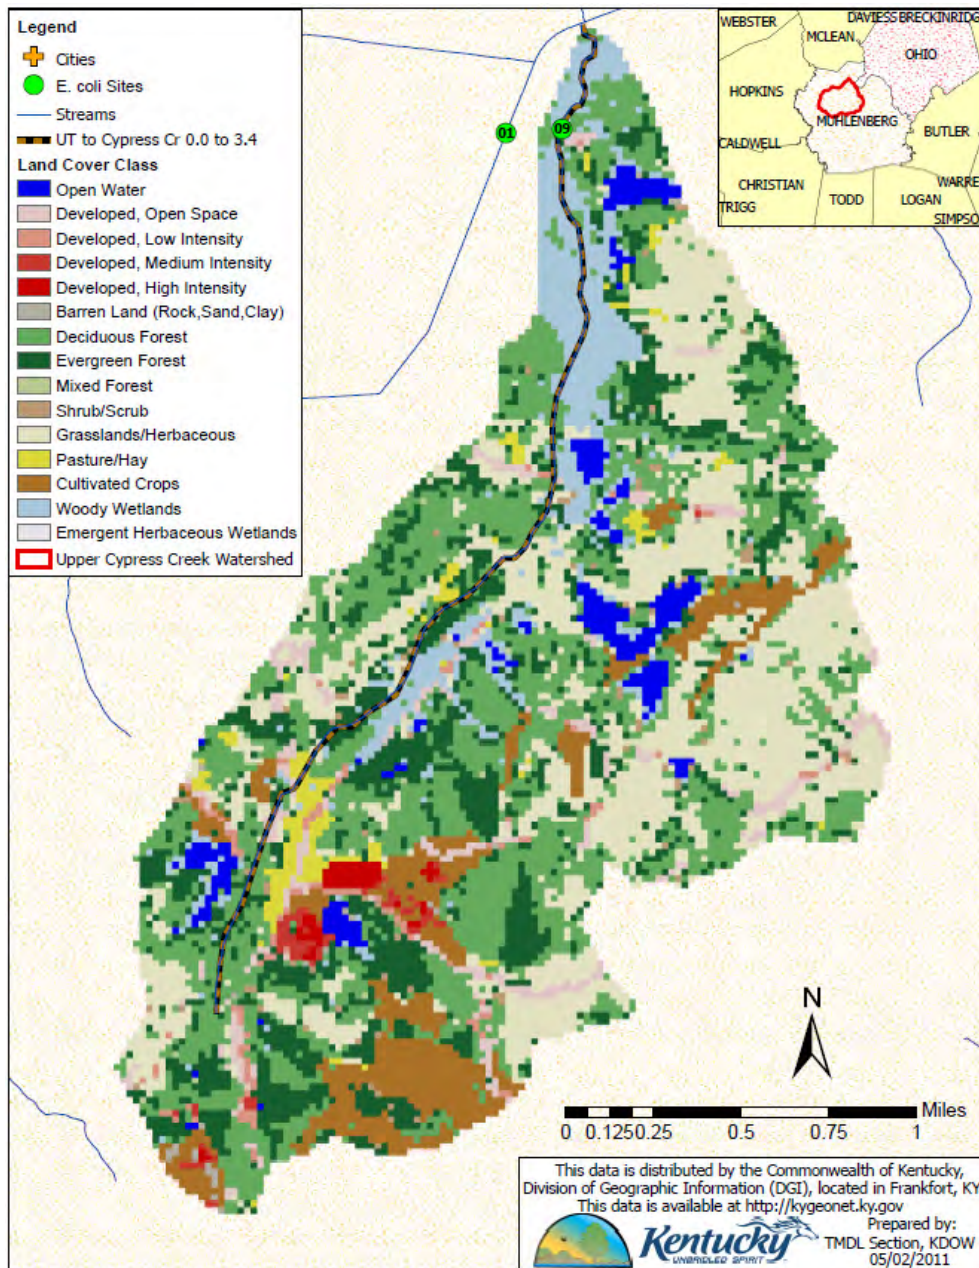 Legend
Cities
E. coli Sites
Streams
UT to Cypress Cr 0.0 to 3.4
Land Cover Class
Open Water
Developed, Open Space
Developed, Low Intensity
Developed, Medium Intensity
Developed, High Intensity
Barren Land (Rock,Sand,Clay)
Deciduous Forest
Evergreen Forest
Mixed Forest
Shrub/Scrub
Grasslands/Herbaceous
Pasture/Hay
Cultivated Crops
Woody Wetlands
Emergent Herbaceous Wetlands
Upper Cypress Creek Watershed
01
09
WEBSTER
DAVIESS
BRECKINRIDG
MCLEAN
OHIO
HOPKINS
MUHLENBERG
BUTLER
CALDWELL
CHRISTIAN
WARRE
TRIGG
TODD
LOGAN
SIMPSO
N
Miles
0 0.125 0.25 0.5 0.75 1
This data is distributed by the Commonwealth of Kentucky,
Division of Geographic Information (DGI), located in Frankfort, KY
This data is available at http://kygeonet.ky.gov
Kentucky
UNBRIDLED SPIRIT
Prepared by:
TMDL Section, KDOW
05/02/2011